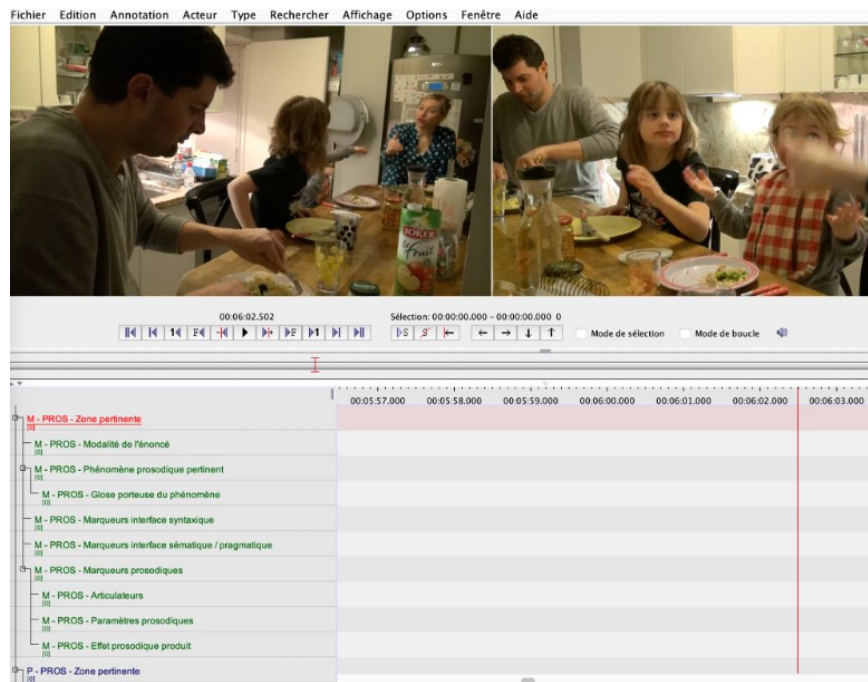 Fichier Edition Annotation Acteur Type Rechercher Affichage Options Fenêtre Aide
JOKER
le
Fruit
00:06:02.502
Sélection: 00:00:00.000 - 00:00:00.000 0
1 F F 1 S S Mode de sélection Mode de boucle
00:05:57.000 00:05:58.000 00:05:59.000 00:06:00.000 00:06:01.000 00:06:02.000 00:06:03.000
M - PROS - Zone pertinente
[0]
M - PROS - Modalité de l'énoncé
[0]
M - PROS - Phénomène prosodique pertinent
[0]
M - PROS - Glose porteuse du phénomène
[0]
M - PROS - Marqueurs interface syntaxique
[0]
M - PROS - Marqueurs interface sématique / pragmatique
[0]
M - PROS - Marqueurs prosodiques
[0]
M - PROS - Articulateurs
[0]
M - PROS - Paramètres prosodiques
[0]
M - PROS - Effet prosodique produit
[0]
P - PROS - Zone pertinente
[0]